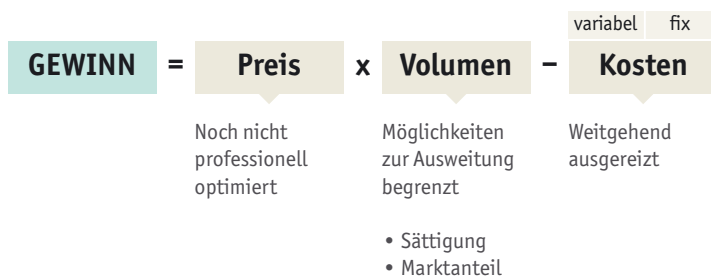 variabel fix
GEWINN = Preis x Volumen – Kosten
Noch nicht
professionell
optimiert
Möglichkeiten
zur Ausweitung
begrenzt
• Sättigung
• Marktanteil
Weitgehend
ausgereizt